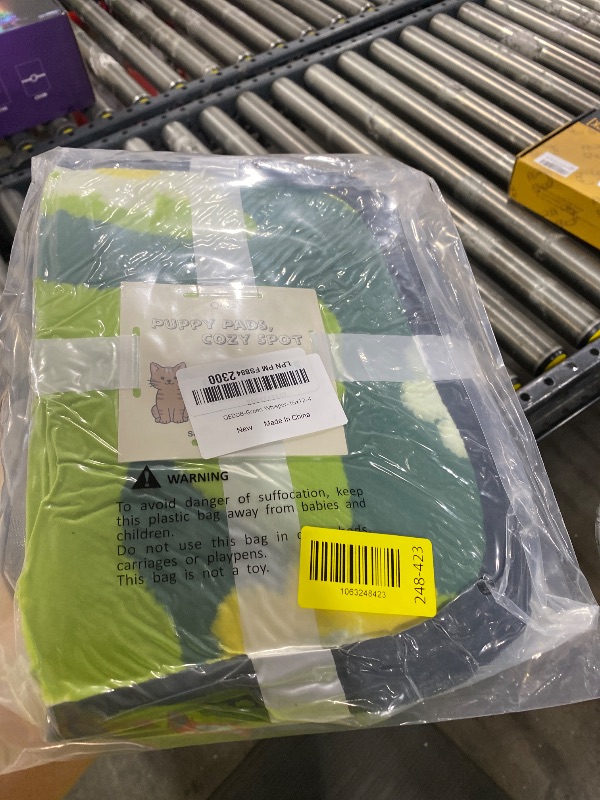 PUPPY PADS,
COZY SPOT
LPN PM FS8842300
New Made In China
WARNING
To avoid danger of suffocation, keep
this plastic bag away from babies and
children.
Do not use this bag in beds
carriages or playpens.
This bag is not a toy.
1063248423
248-423